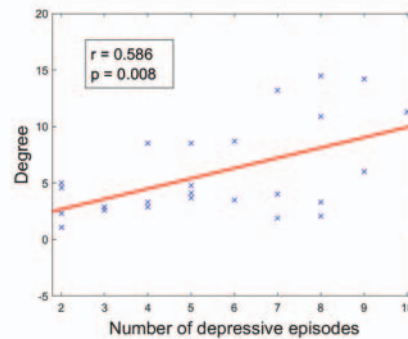 20
15
10
5
0
-5
Degree
r = 0.586
p = 0.008
2 3 4 5 6 7 8 9 10
Number of depressive episodes